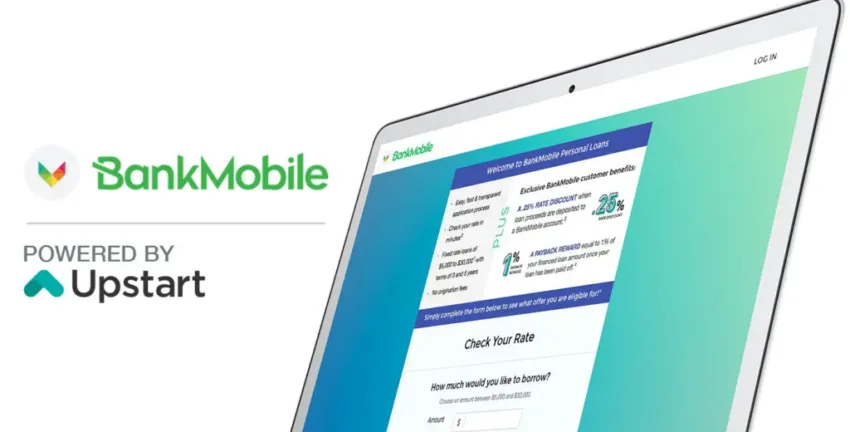 BankMobile
POWERED BY
Upstart
LOG IN
BankMobile
Welcome to BankMobile Personal Loans
Easy, fast & transparent
application process
Check your rate in
minutes²
Fixed rate loans of
$5,000 to $30,000¹ with
terms of 3 and 5 years
No origination fees
PLUS
Exclusive BankMobile customer benefits:
A .25% RATE DISCOUNT when
loan proceeds are deposited to
a BankMobile account.
.25%
1%
A PAYBACK REWARD equal to 1% of
your financed loan amount once your
loan has been paid off.
Simply complete the form below to see what offer you are eligible for!
Check Your Rate
How much would you like to borrow?
Choose an amount between $5,000 and $30,000.
Amount
$